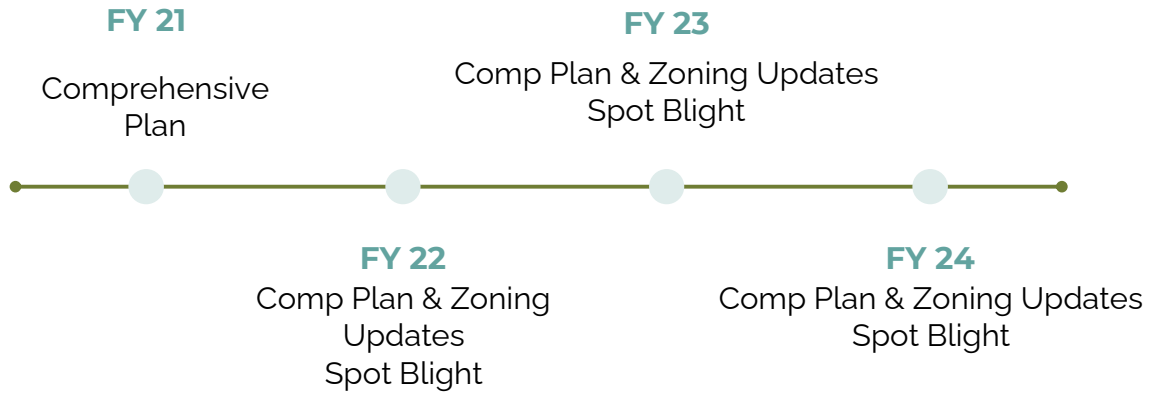 FY 21
Comprehensive
Plan
FY 22
Comp Plan & Zoning
Updates
Spot Blight
FY 23
Comp Plan & Zoning Updates
Spot Blight
FY 24
Comp Plan & Zoning Updates
Spot Blight